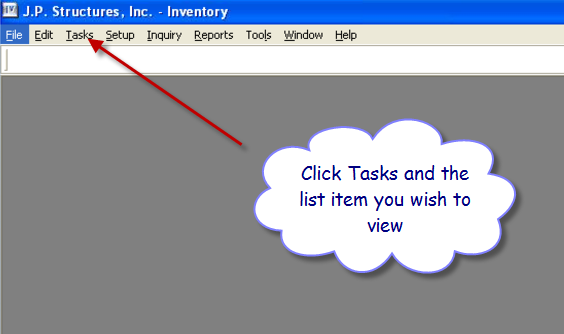 J.P. Structures, Inc. - Inventory
File Edit Tasks Setup Inquiry Reports Tools Window Help
Click Tasks and the
list item you wish to
view